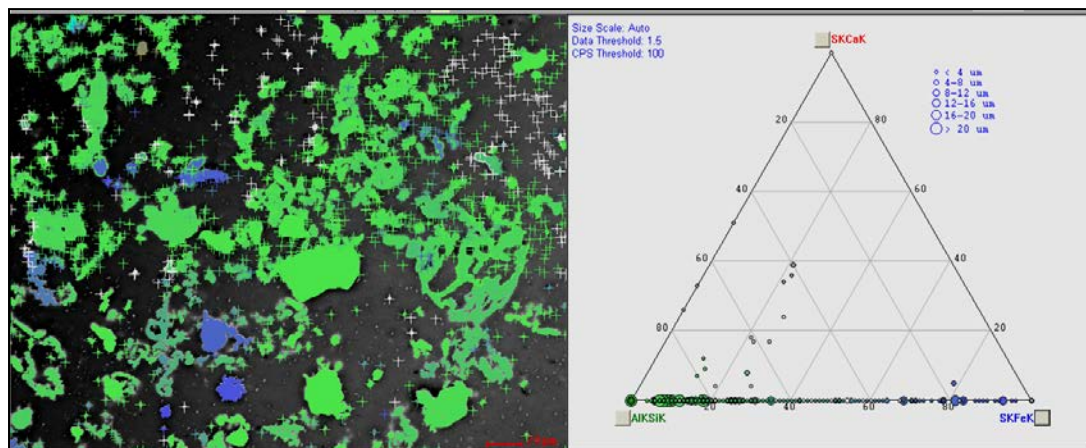 Size Scale: Auto
Data Threshold: 1.5
CPS Threshold: 100
SKCaK
< 4 um
4-8 um
8-12 um
12-16 um
16-20 um
> 20 um
20 80
40 60
60 40
80 20
20 40 60 80
AlKSiK
SKFeK